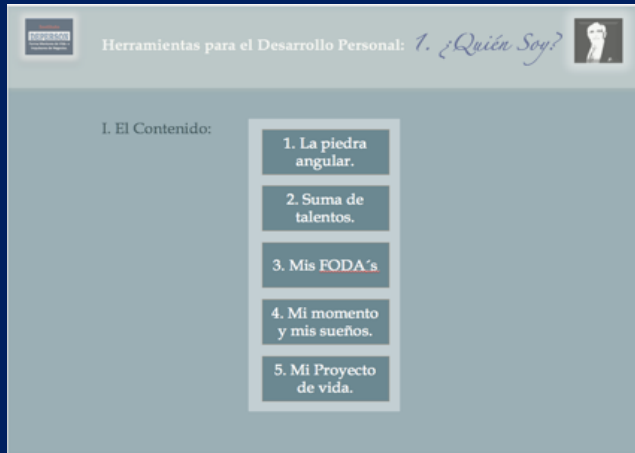 DEPERSOS
Herramientas para el Desarrollo Personal: 1. ¿Quién Soy?
I. El Contenido:
1. La piedra
angular.
2. Suma de
talentos.
3. Mis FODA´s
4. Mi momento
y mis sueños.
5. Mi Proyecto
de vida.